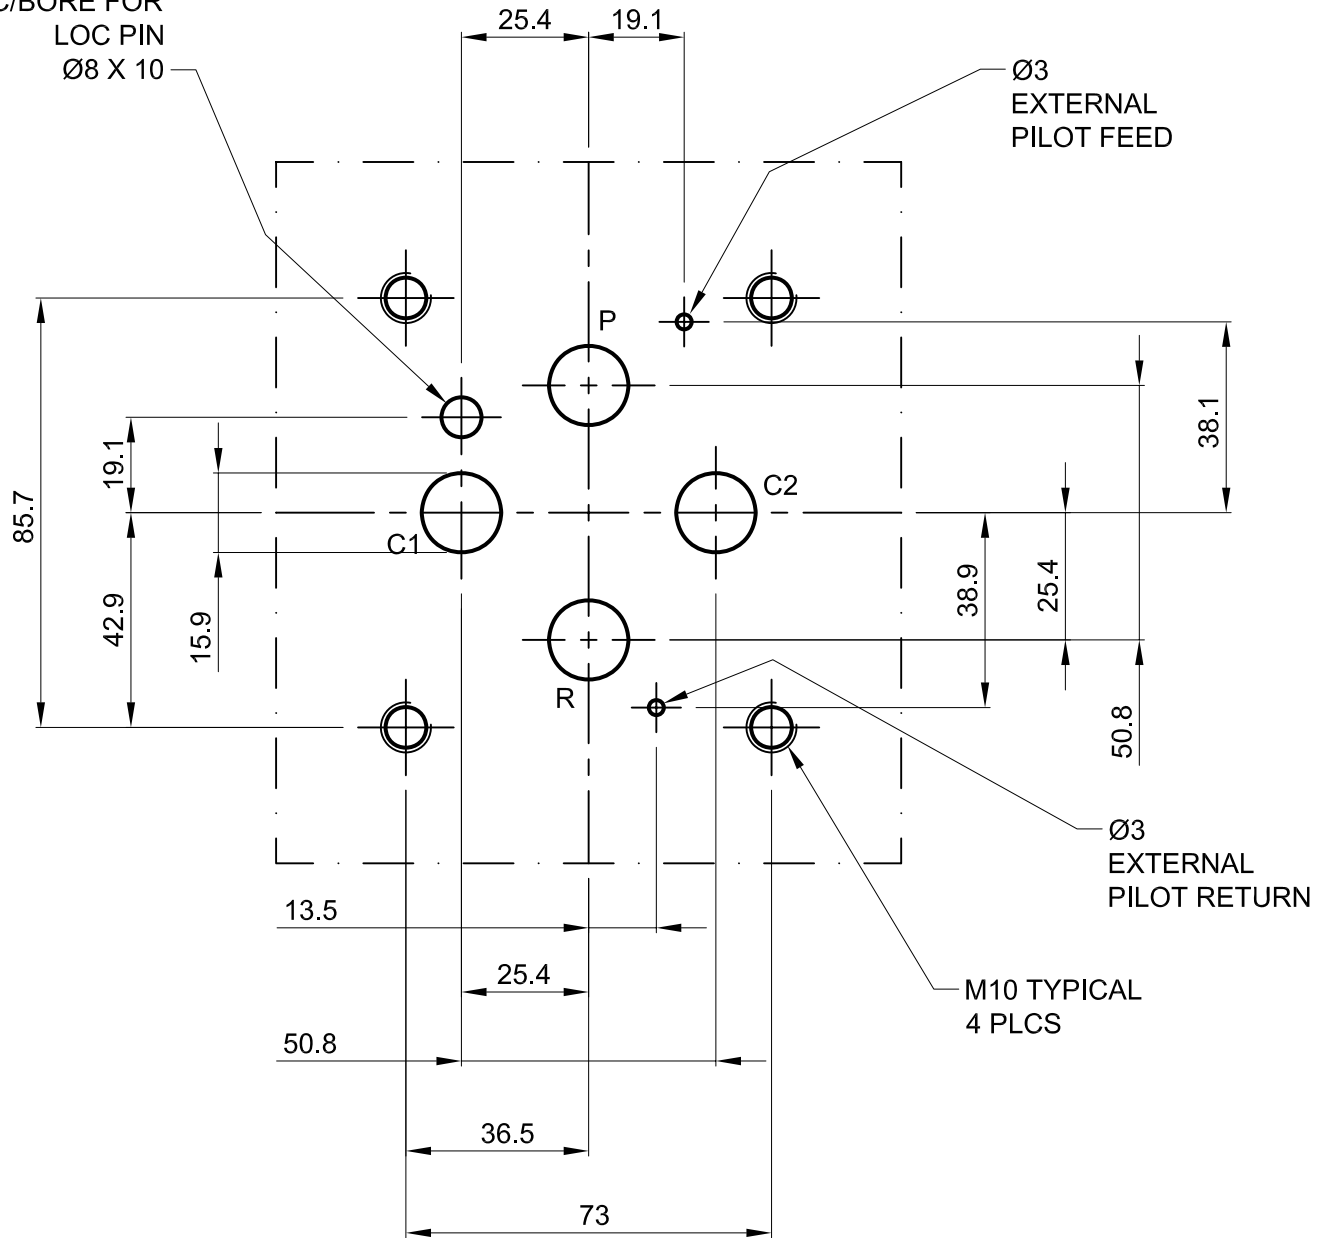 C/BORE FOR
LOC PIN
Ø8 X 10
25.4
19.1
Ø3
EXTERNAL
PILOT FEED
P
C2
C1
R
85.7
19.1
42.9
15.9
38.1
38.9
25.4
50.8
Ø3
EXTERNAL
PILOT RETURN
13.5
25.4
M10 TYPICAL
4 PLCS
50.8
36.5
73